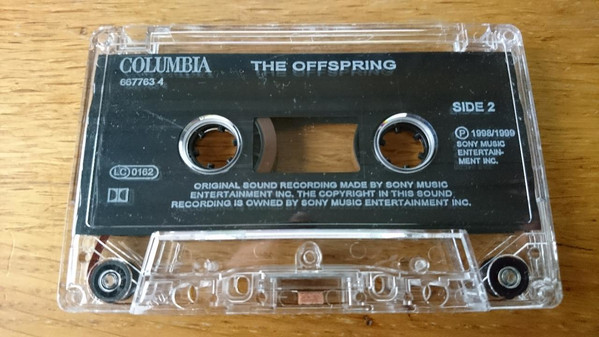 COLUMBIA
667763 4
THE OFFSPRING
SIDE 2
℗ 1998/1999
SONY MUSIC
ENTERTAIN-
MENT INC.
LC 0162
ORIGINAL SOUND RECORDING MADE BY SONY MUSIC
ENTERTAINMENT INC. THE COPYRIGHT IN THIS SOUND
RECORDING IS OWNED BY SONY MUSIC ENTERTAINMENT INC.